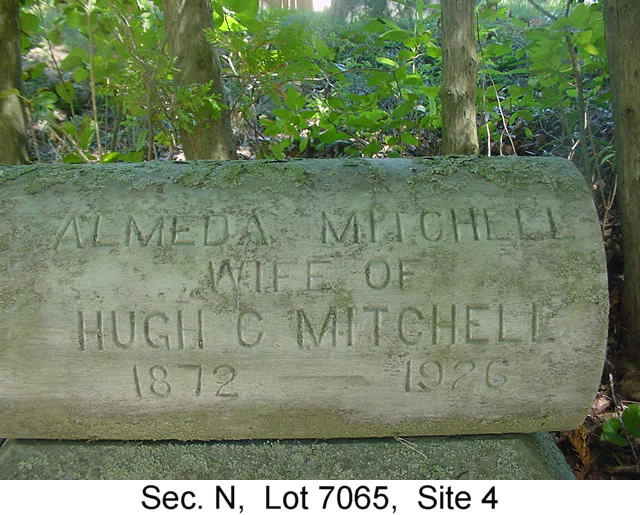 ALMEDA MITCHELL
WIFE OF
HUGH C MITCHELL
1872 — 1926
Sec. N, Lot 7065, Site 4